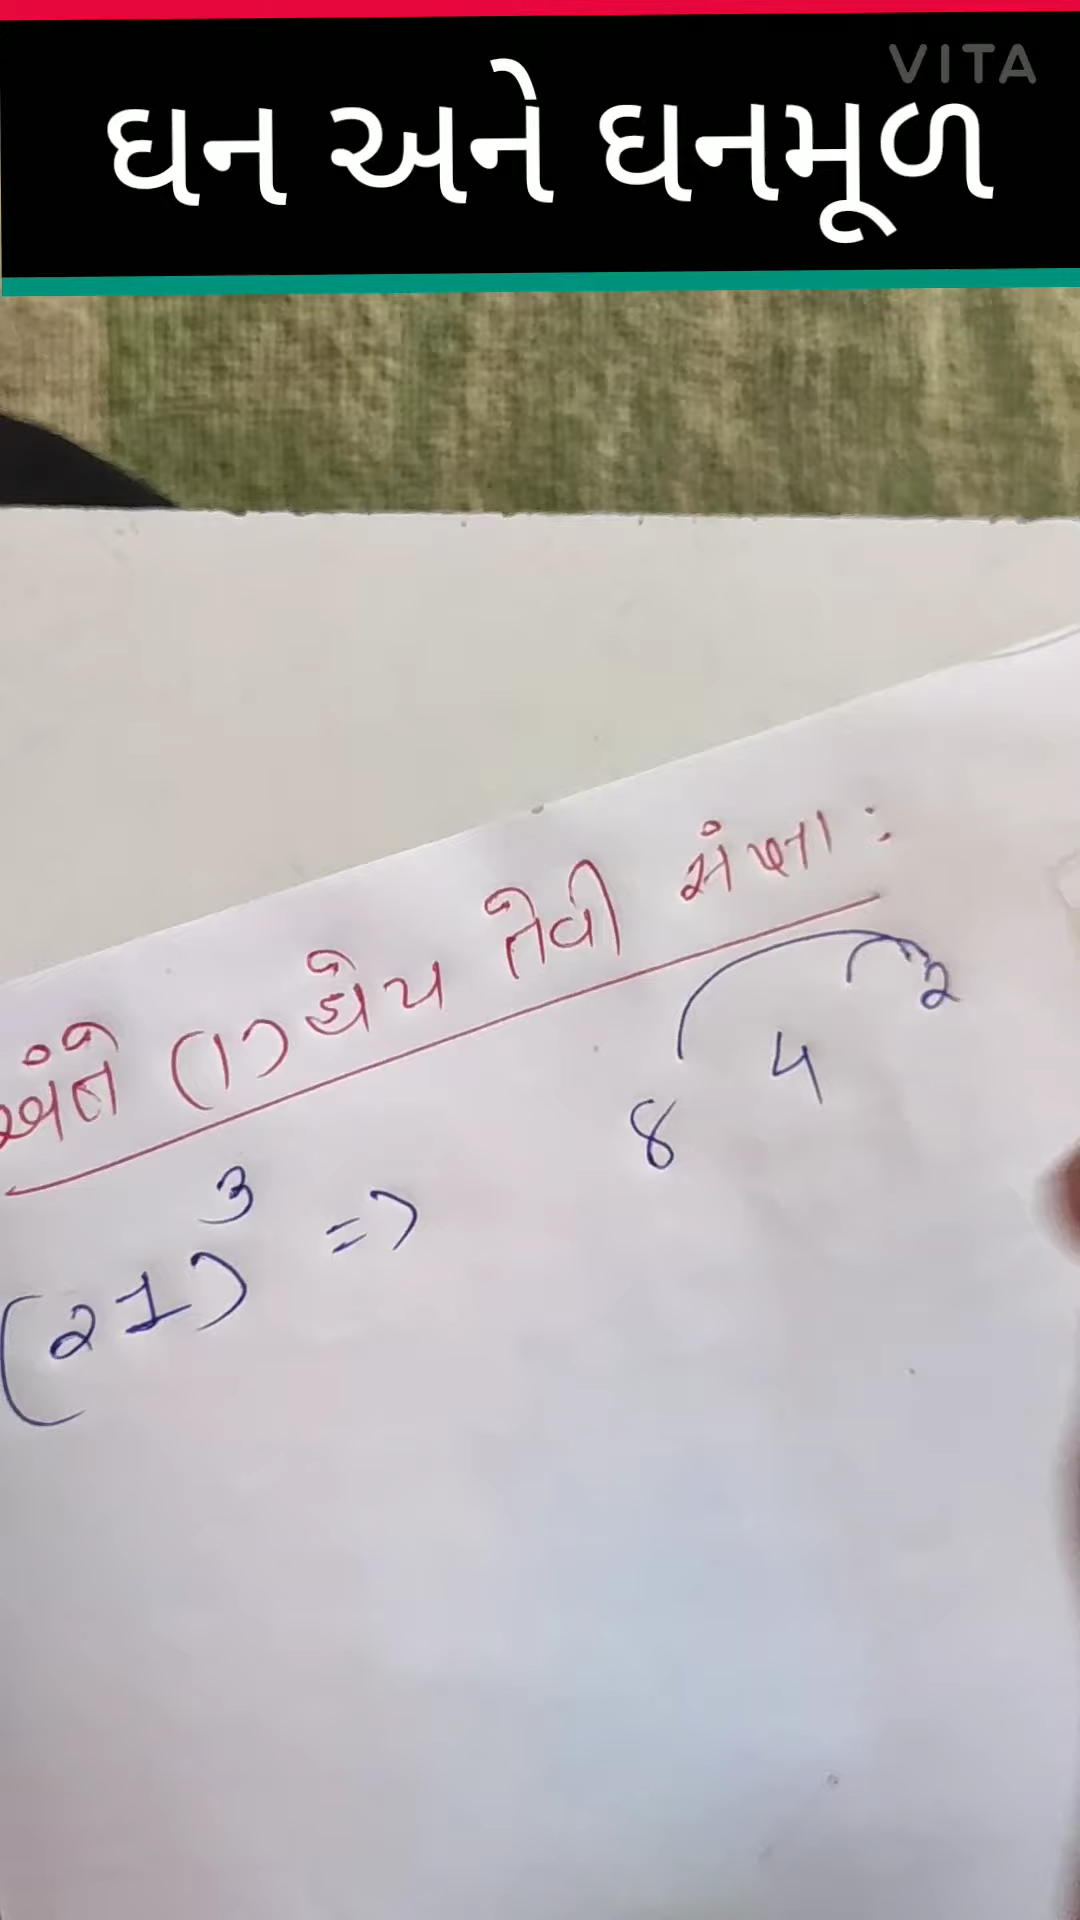 VITA
ઘન અને ઘનમૂળ
અંતે (1) હોય તેવી સંખ્યા :
2
8 4
(21)³ =>